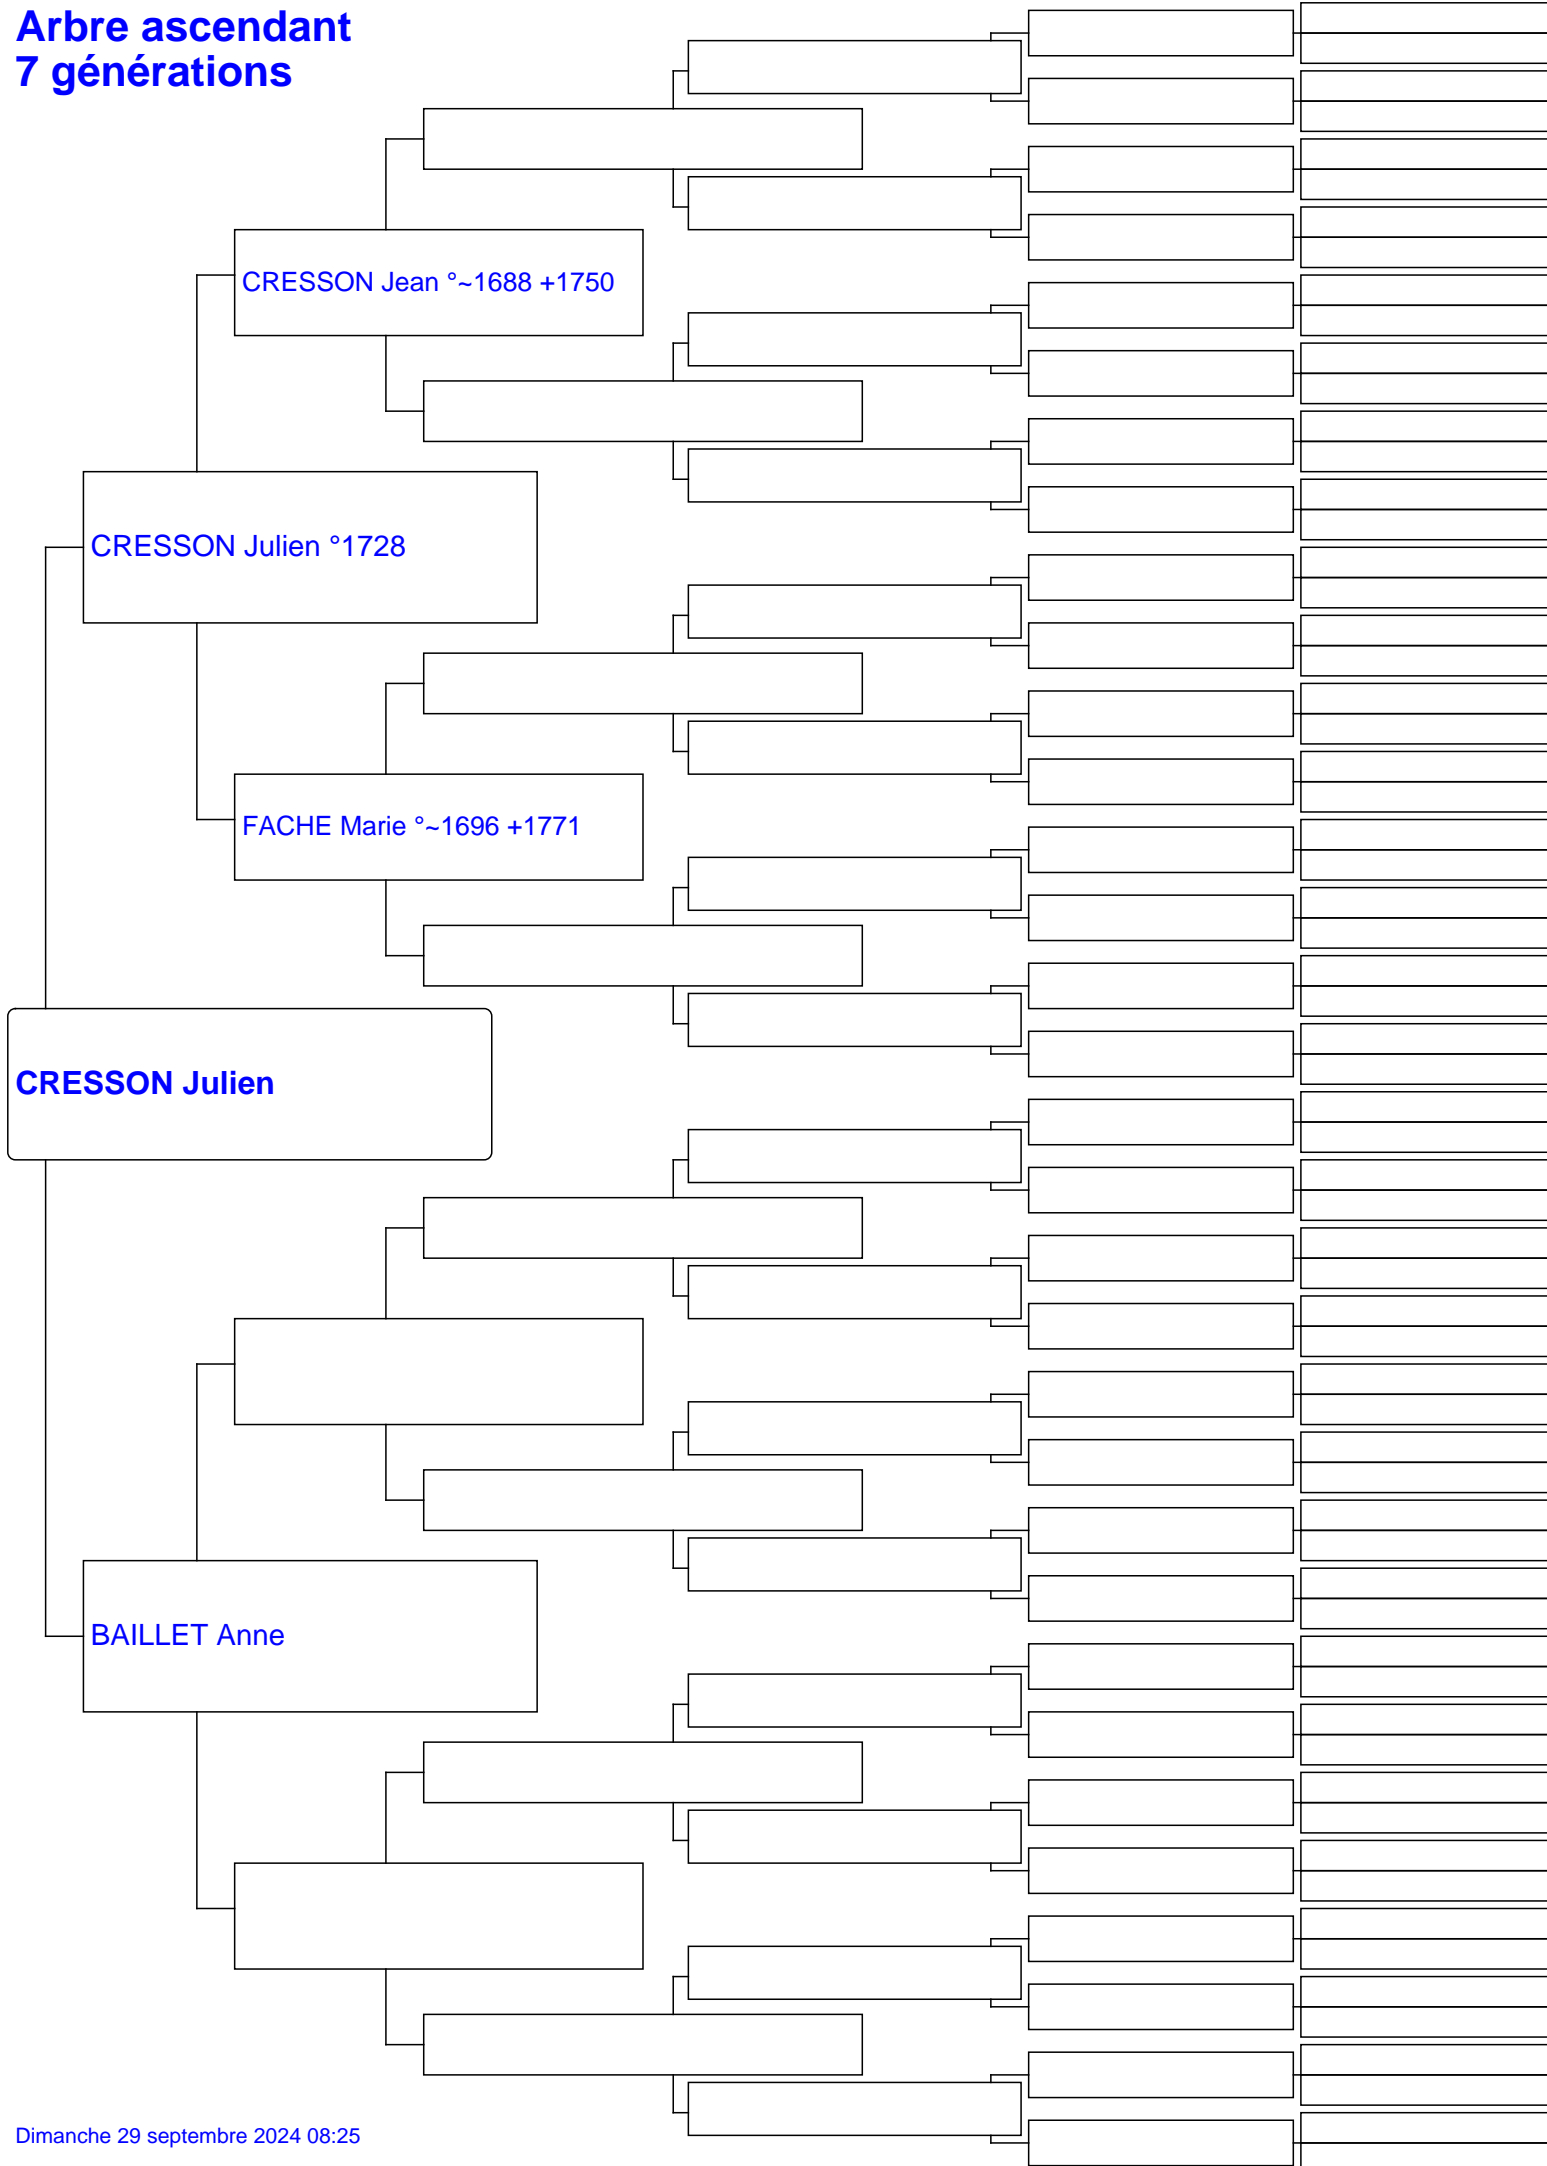 Arbre ascendant
7 générations
CRESSON Jean °~1688 +1750
CRESSON Julien °1728
FACHE Marie °~1696 +1771
CRESSON Julien
BAILLET Anne
Dimanche 29 septembre 2024 08:25